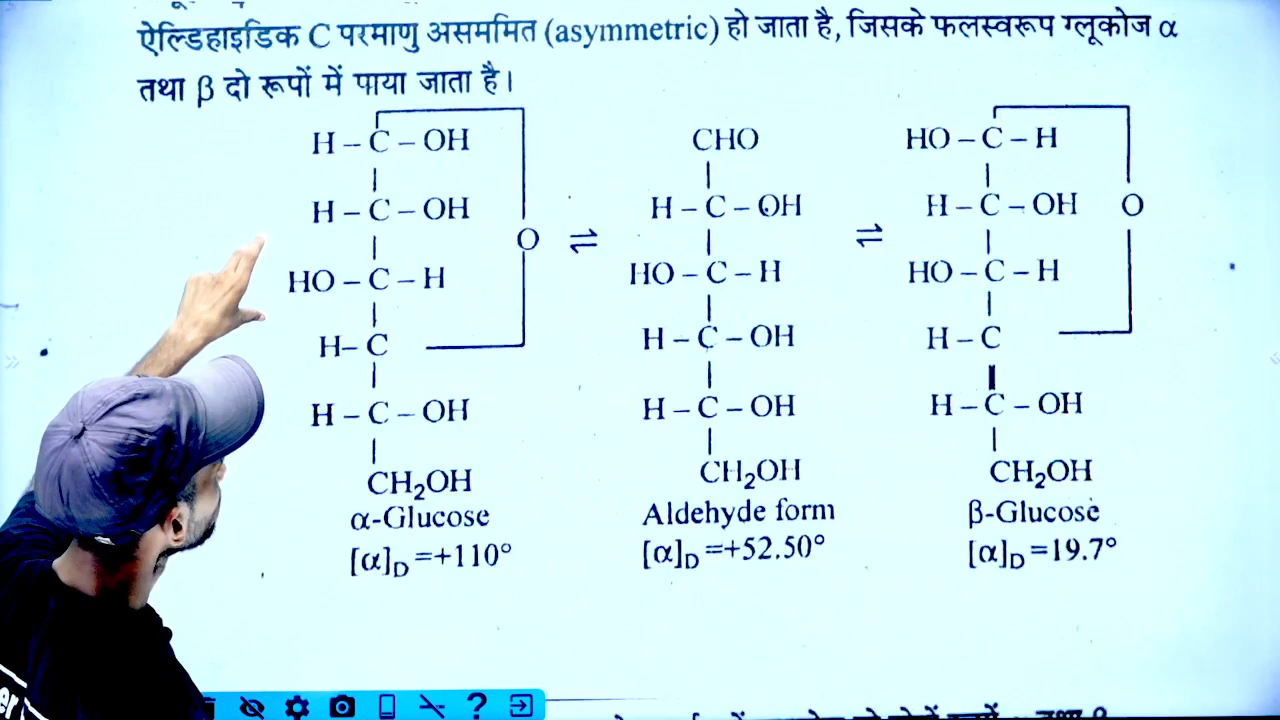 ऐल्डिहाइडिक C परमाणु असममित (asymmetric) हो जाता है, जिसके फलस्वरूप ग्लूकोज α
तथा β दो रूपों में पाया जाता है।
H – C – OH
H – C – OH
HO – C – H
O
H – C
H – C – OH
CH₂OH
α-Glucose
[α]D =+110°
⇌
CHO
H – C – OH
HO – C – H
H – C – OH
H – C – OH
CH₂OH
Aldehyde form
[α]D =+52.50°
⇌
HO – C – H
H – C – OH
O
HO – C – H
H – C
H – C – OH
CH₂OH
β-Glucose
[α]D =19.7°
er
?